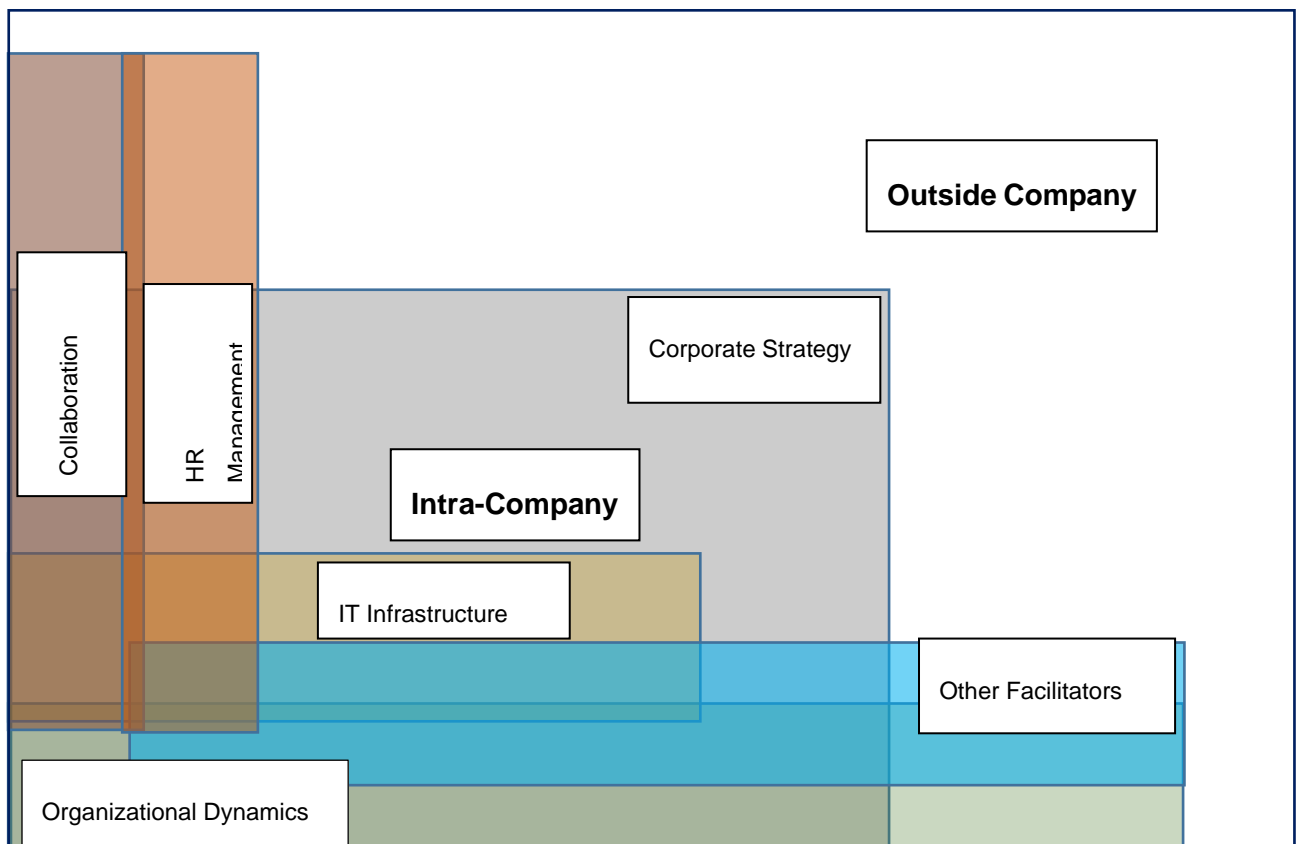 Outside Company
Corporate Strategy
Collaboration
HR
Management
Intra-Company
IT Infrastructure
Other Facilitators
Organizational Dynamics